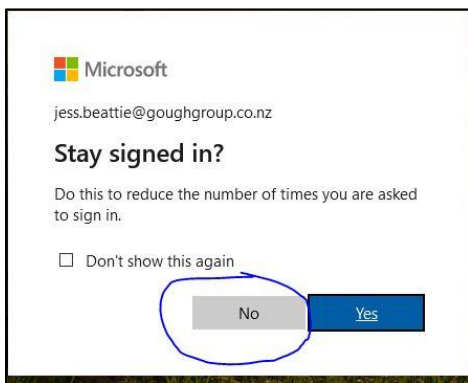 Microsoft
jess.beattie@goughgroup.co.nz
Stay signed in?
Do this to reduce the number of times you are asked
to sign in.
Don't show this again
No Yes